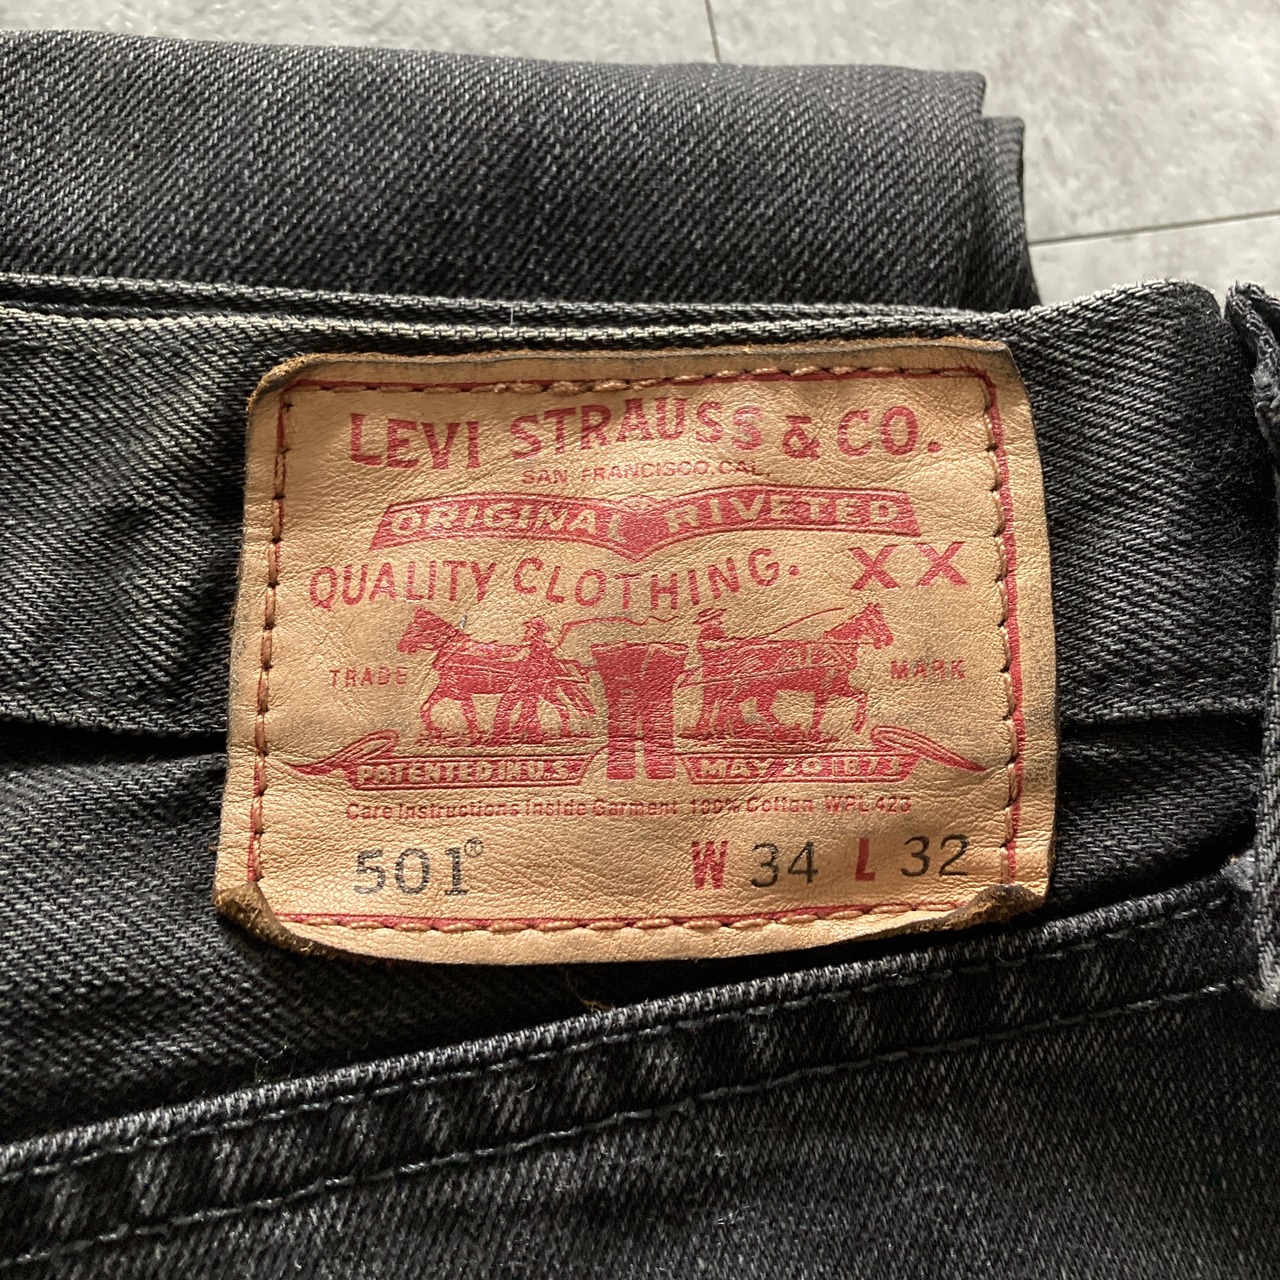 LEVI STRAUSS & CO.
SAN FRANCISCO, CAL.
ORIGINAL RIVETED
QUALITY CLOTHING. XX
TRADE MARK
PATENTED IN U.S. MAY 20 1873
Care Instructions Inside Garment 100% Cotton WPL 423
501® W 34 L 32